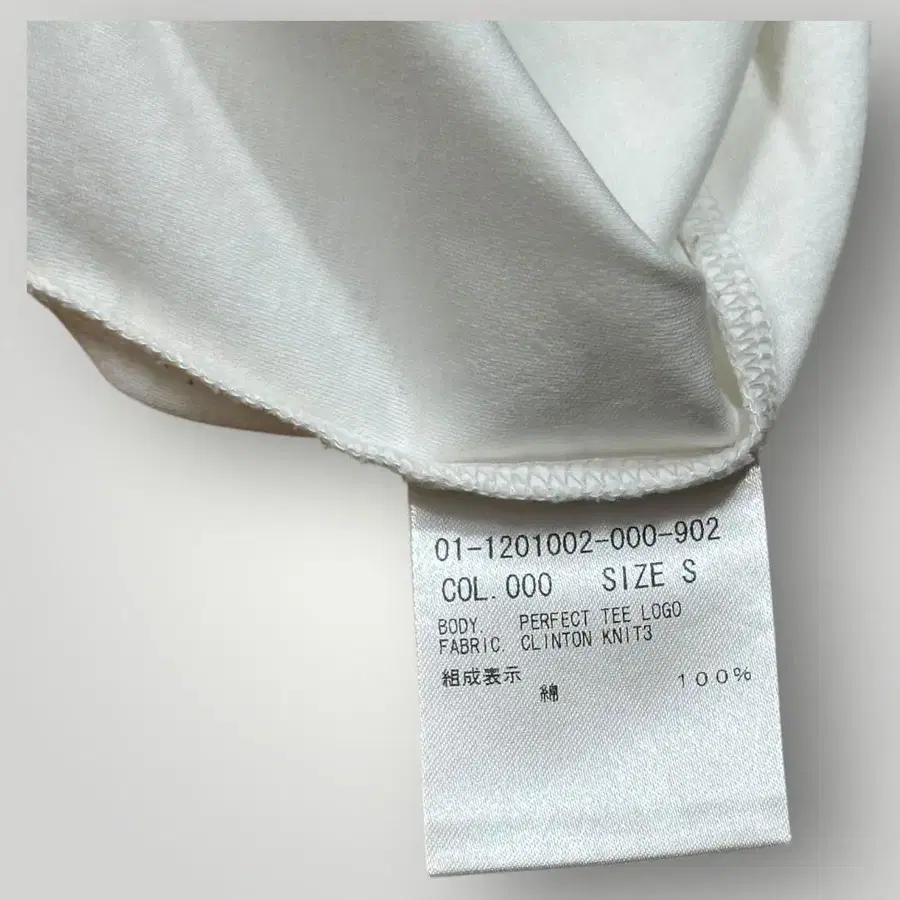 01-1201002-000-902
COL.000 SIZE S
BODY PERFECT TEE LOGO
FABRIC CLINTON KNIT3
組成表示
綿 100%